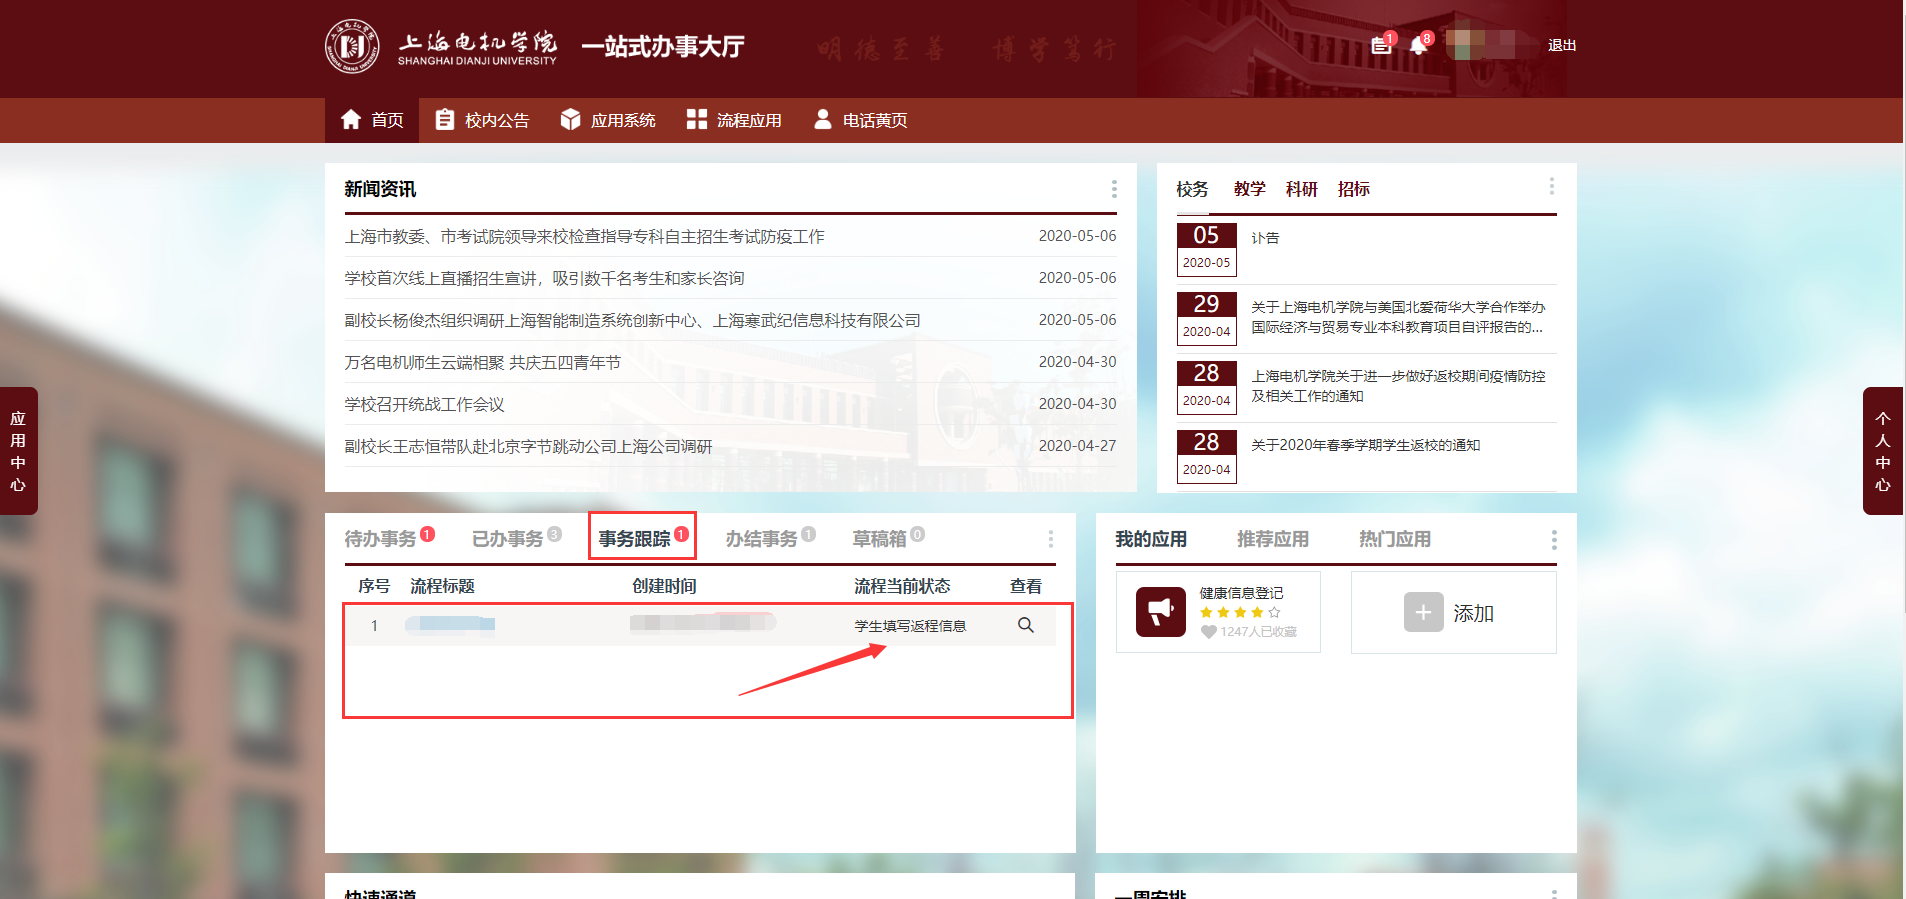 上海电机学院
SHANGHAI DIANJI UNIVERSITY
一站式办事大厅
明德至善 博学笃行
1
8
退出
首页
校内公告
应用系统
流程应用
电话黄页
新闻资讯
上海市教委、市考试院领导来校检查指导专科自主招生考试防疫工作 2020-05-06
学校首次线上直播招生宣讲，吸引数千名考生和家长咨询 2020-05-06
副校长杨俊杰组织调研上海智能制造系统创新中心、上海寒武纪信息科技有限公司 2020-05-06
万名电机师生云端相聚 共庆五四青年节 2020-04-30
学校召开统战工作会议 2020-04-30
副校长王志恒带队赴北京字节跳动公司上海公司调研 2020-04-27
校务 教学 科研 招标
05
2020-05
讣告
29
2020-04
关于上海电机学院与美国北爱荷华大学合作举办
国际经济与贸易专业本科教育项目自评报告的...
28
2020-04
上海电机学院关于进一步做好返校期间疫情防控
及相关工作的通知
28
2020-04
关于2020年春季学期学生返校的通知
应用中心
个人中心
待办事务 1 已办事务 3 事务跟踪 1 办结事务 1 草稿箱 0
序号 流程标题 创建时间 流程当前状态 查看
1 学生填写返程信息
我的应用 推荐应用 热门应用
健康信息登记
1247人已收藏
添加
快速通道
一周安排